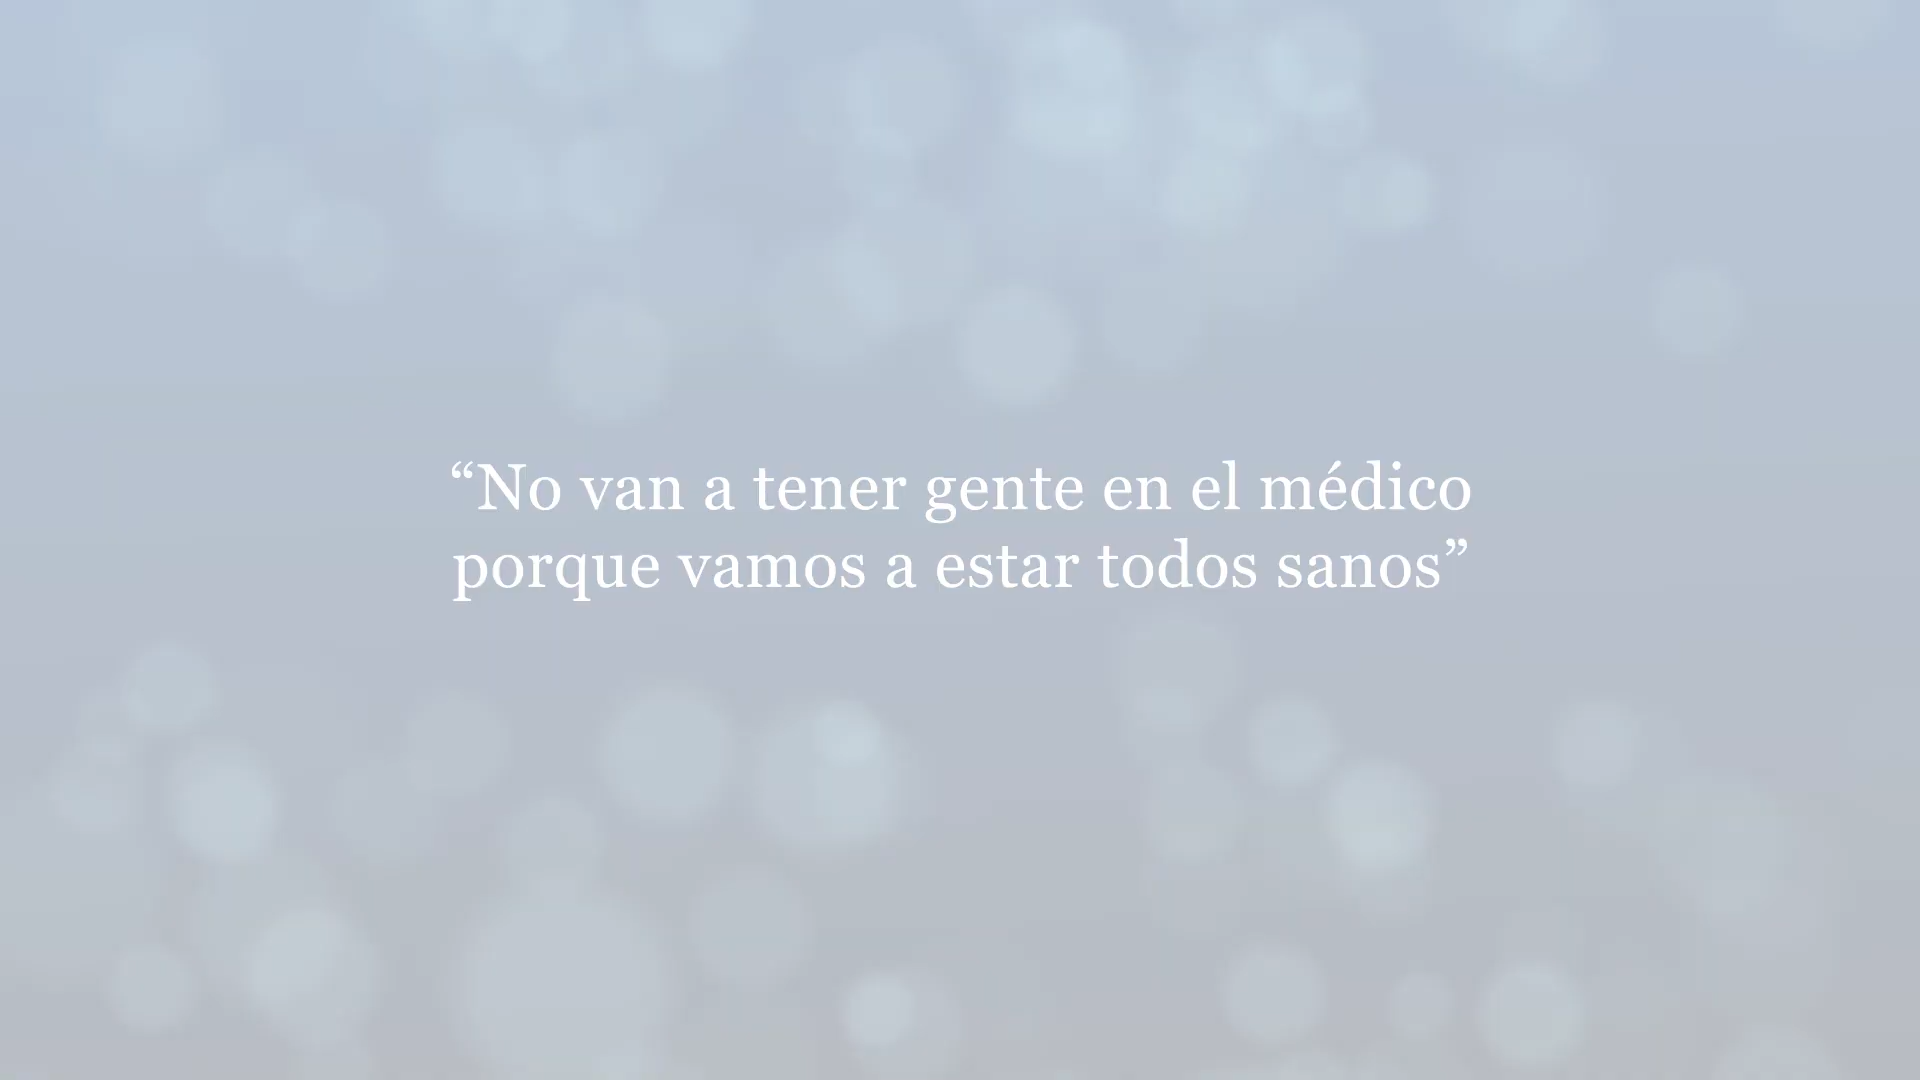 “No van a tener gente en el médico
porque vamos a estar todos sanos”